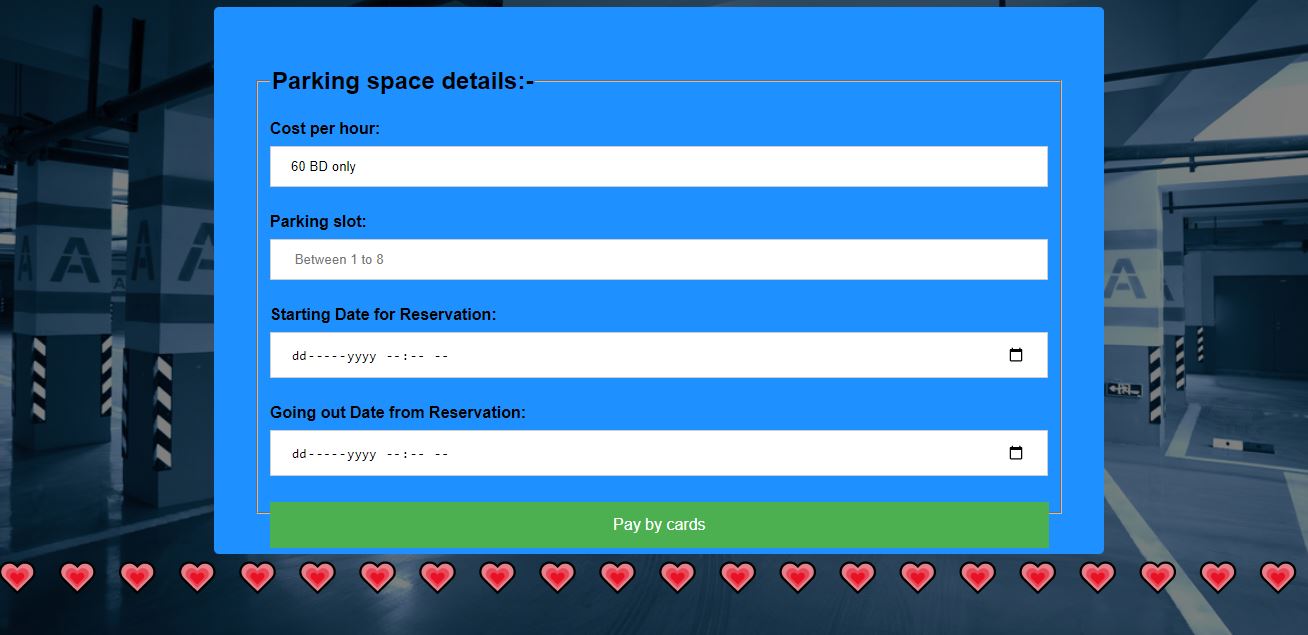 Parking space details:-
Cost per hour:
60 BD only
Parking slot:
Between 1 to 8
Starting Date for Reservation:
dd-----yyyy --:-- --
Going out Date from Reservation:
dd-----yyyy --:-- --
Pay by cards
A A A A A
A A